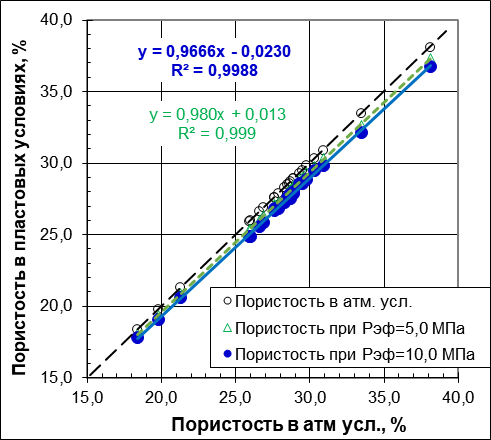 Пористость в пластовых условиях, %
40,0
35,0
30,0
25,0
20,0
15,0
y = 0,9666x - 0,0230
R² = 0,9988
y = 0,980x + 0,013
R² = 0,999
Пористость в атм. усл.
Пористость при Рэф=5,0 МПа
Пористость при Рэф=10,0 МПа
15,0 20,0 25,0 30,0 35,0 40,0
Пористость в атм усл., %